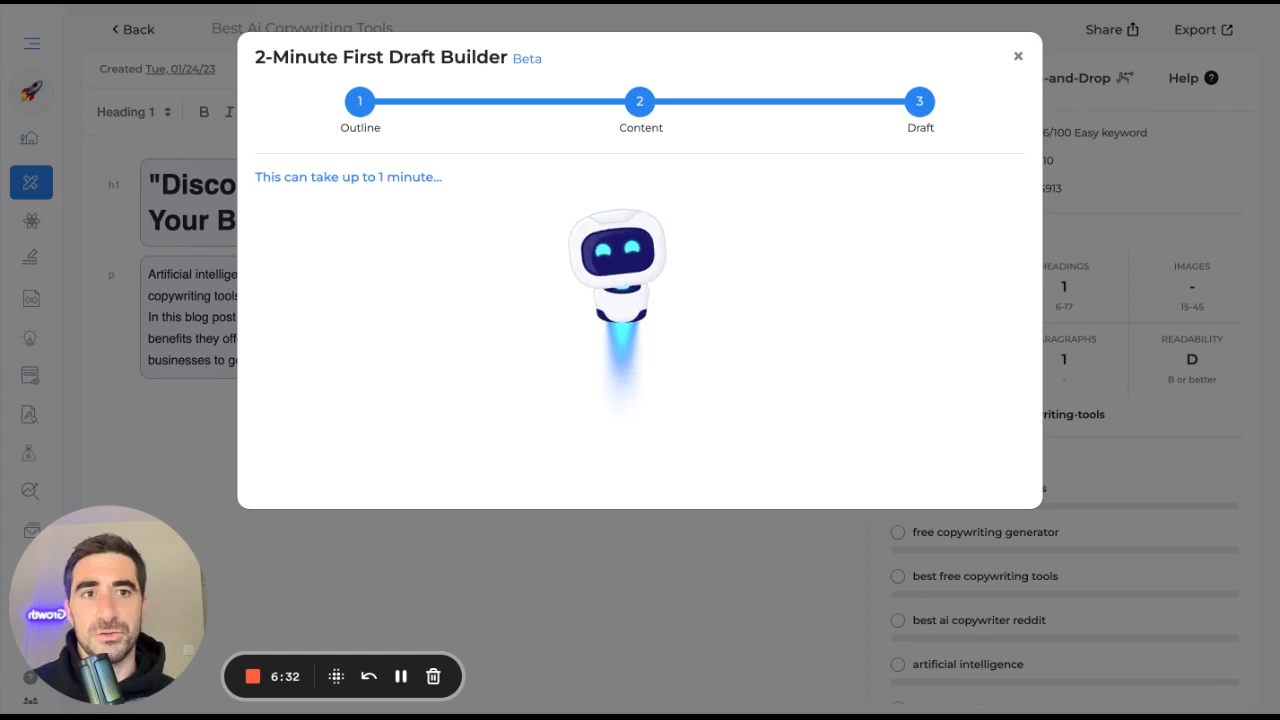 Back
Best Ai Copywriting Tools
Share
Export
Created Tue, 01/24/23
2-Minute First Draft Builder Beta
×
-and-Drop
Help ?
Heading 1
B I
1
2
3
Outline
Content
Draft
6/100 Easy keyword
10
5913
This can take up to 1 minute...
h1
"Disco
Your B
p
Artificial intellige
copywriting tools
In this blog post
benefits they off
businesses to g
HEADINGS
IMAGES
1
-
6-17
15-45
ARAGRAPHS
READABILITY
1
D
-
B or better
riting-tools
s
free copywriting generator
best free copywriting tools
best ai copywriter reddit
artificial intelligence
Growth
6:32